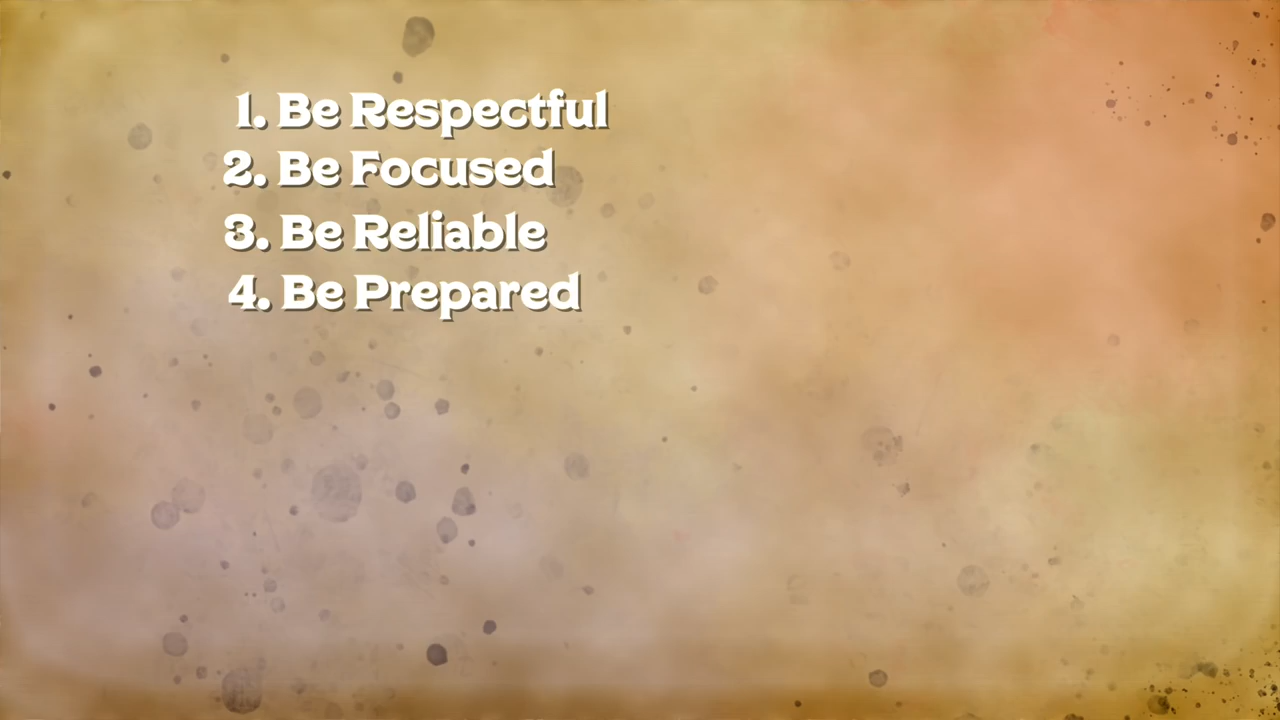 1. Be Respectful
2. Be Focused
3. Be Reliable
4. Be Prepared